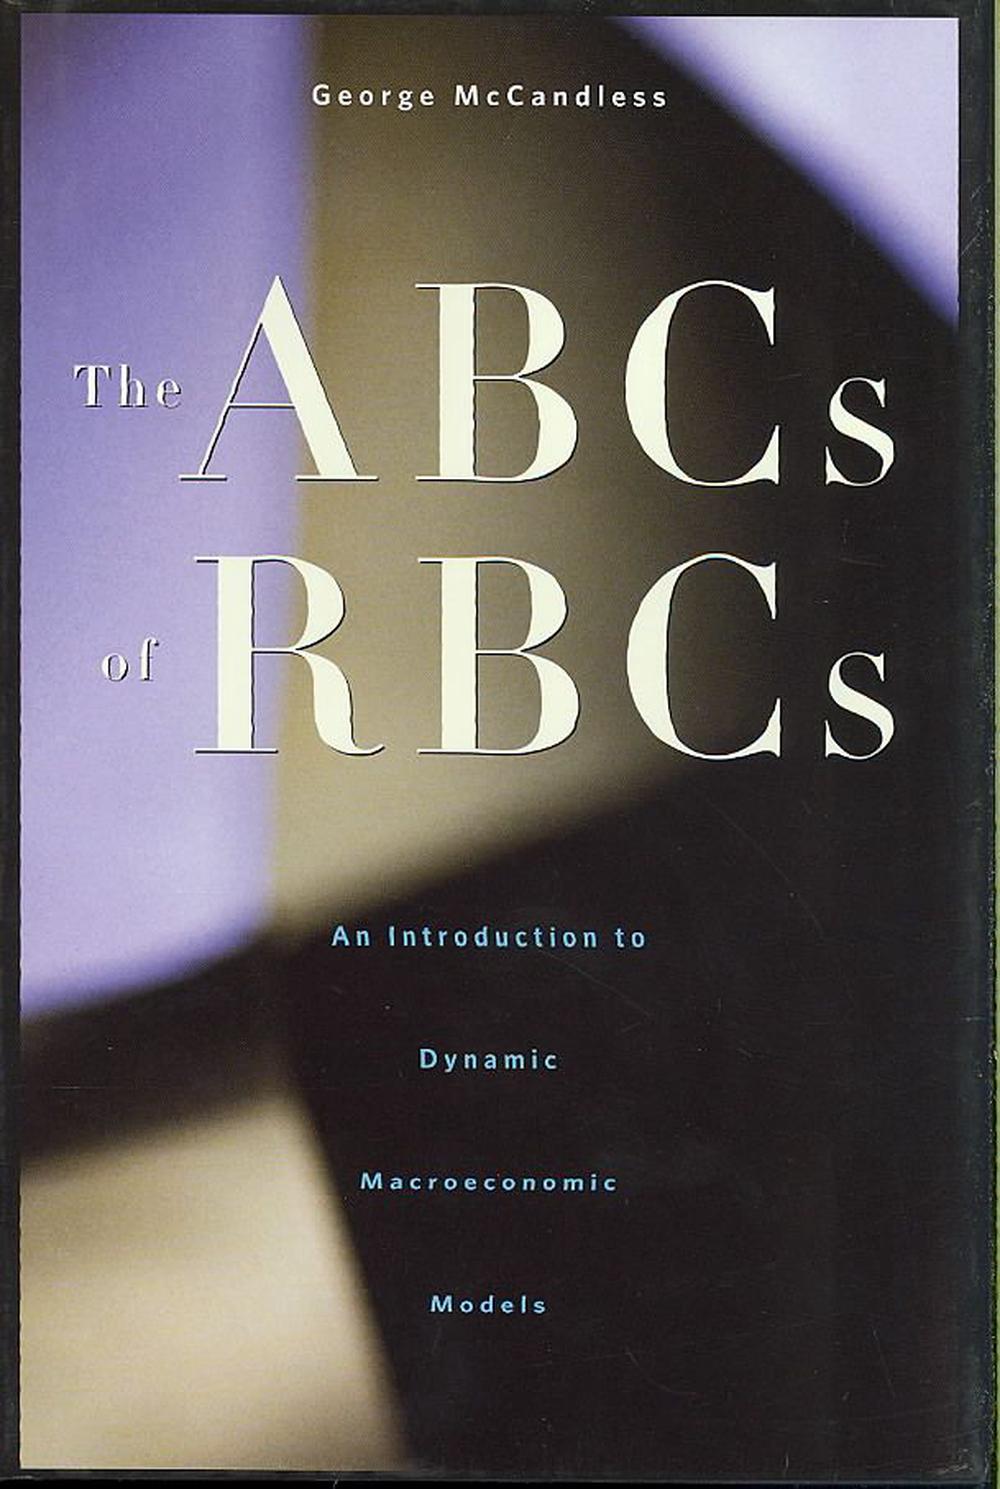 George McCandless
The ABCs
of RBCs
An Introduction to
Dynamic
Macroeconomic
Models